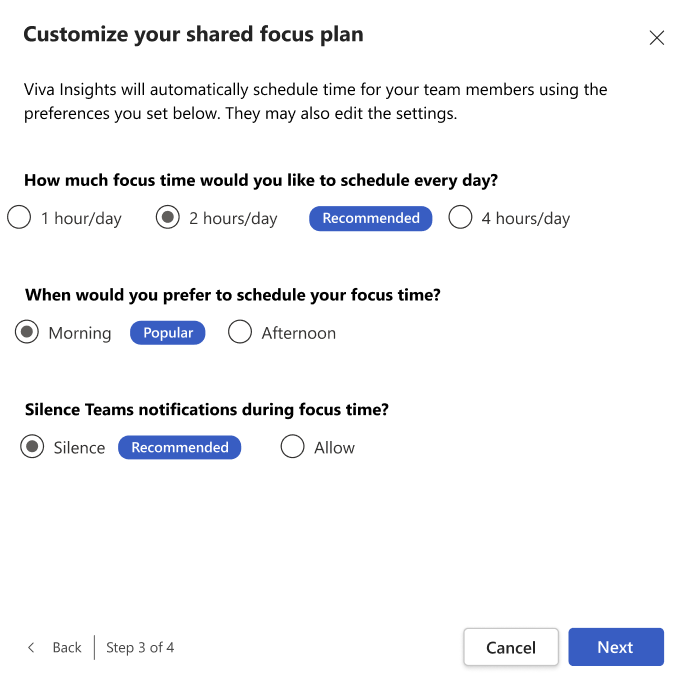 Customize your shared focus plan
Viva Insights will automatically schedule time for your team members using the
preferences you set below. They may also edit the settings.
How much focus time would you like to schedule every day?
1 hour/day 2 hours/day Recommended 4 hours/day
When would you prefer to schedule your focus time?
Morning Popular Afternoon
Silence Teams notifications during focus time?
Silence Recommended Allow
Back Step 3 of 4 Cancel Next